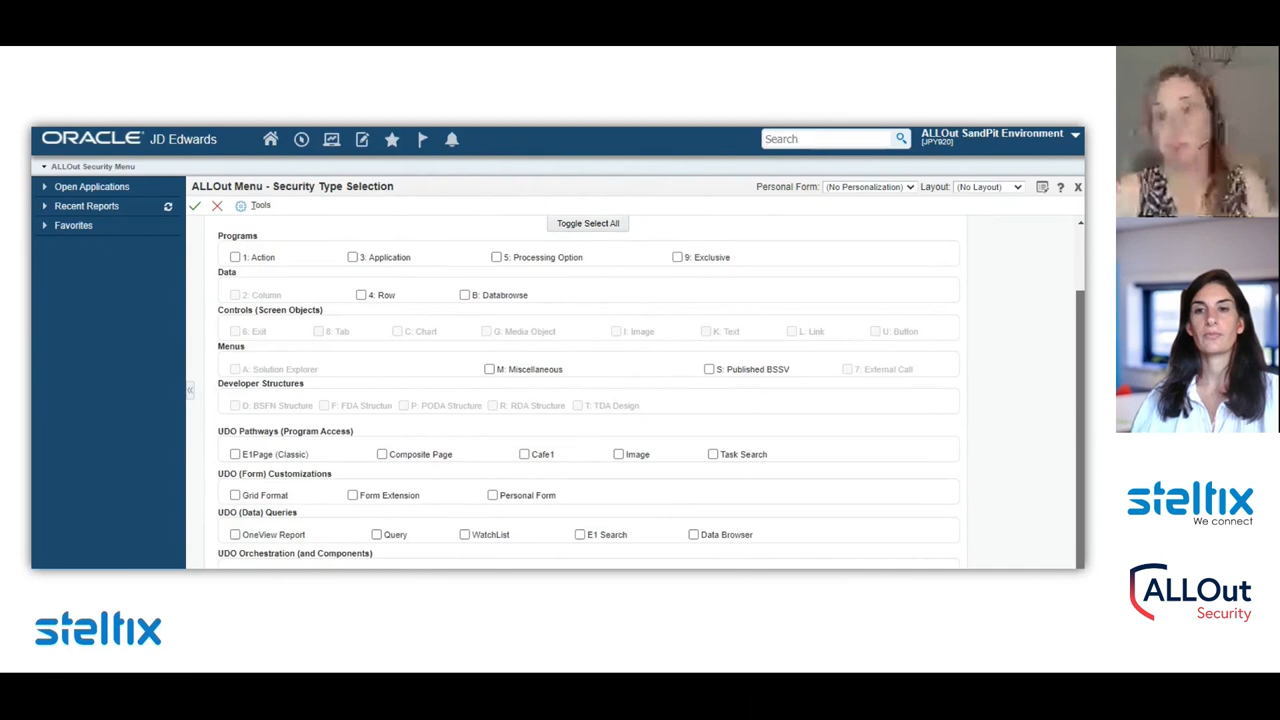 ORACLE JD Edwards
Search
ALLOut SandPit Environment
[JPY920]
ALLOut Security Menu
Open Applications
Recent Reports
Favorites
ALLOut Menu - Security Type Selection
Personal Form: (No Personalization) Layout: (No Layout) ? X
Tools
Toggle Select All
Programs
1: Action 3: Application 5: Processing Option 9: Exclusive
Data
2: Column 4: Row B: Databrowse
Controls (Screen Objects)
6: Exit 8: Tab C: Chart G: Media Object I: Image K: Text L: Link U: Button
Menus
A: Solution Explorer M: Miscellaneous S: Published BSSV 7: External Call
Developer Structures
D: BSFN Structure F: FDA Structun P: PODA Structure R: RDA Structure T: TDA Design
UDO Pathways (Program Access)
E1Page (Classic) Composite Page Cafe1 Image Task Search
UDO (Form) Customizations
Grid Format Form Extension Personal Form
UDO (Data) Queries
OneView Report Query WatchList E1 Search Data Browser
UDO Orchestration (and Components)
steltix
We connect
ALLOut
Security
steltix